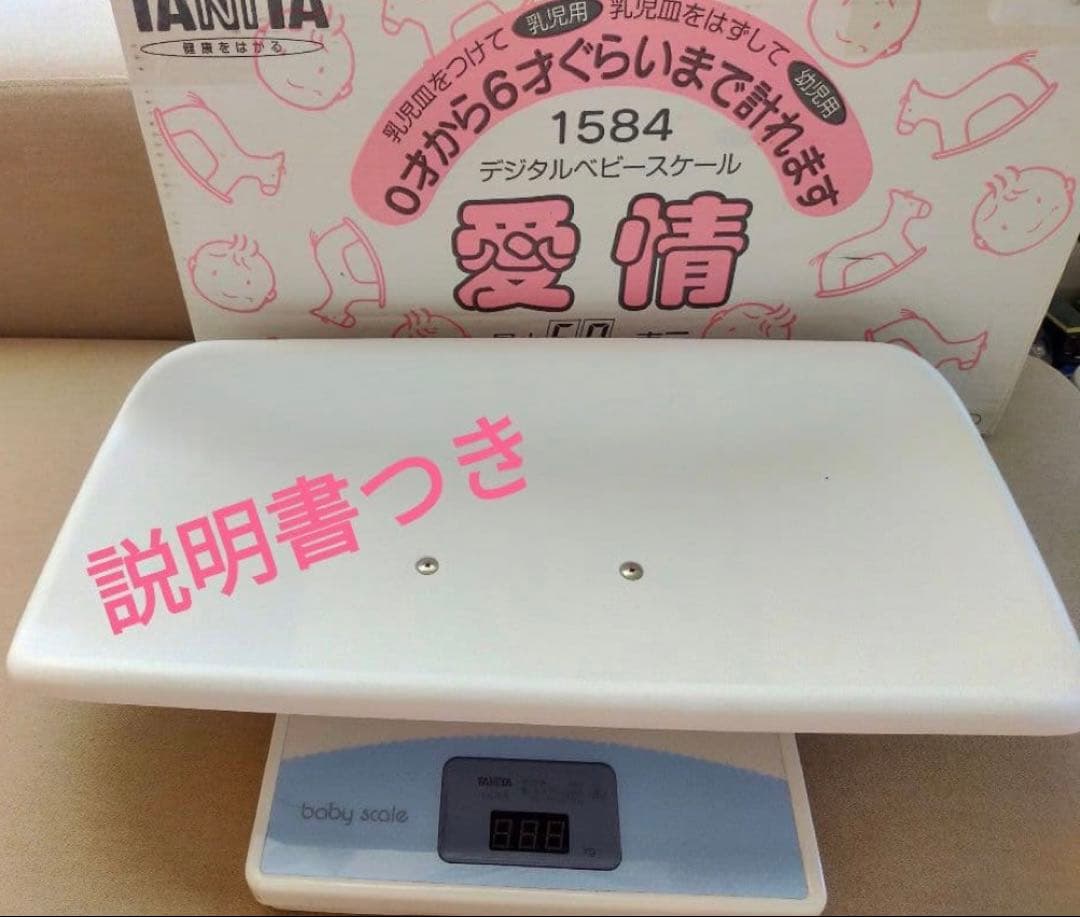 TANITA
健康をはかる
乳児皿をつけて 乳児用 乳児皿をはずして 幼児用
0才から6才ぐらいまで計れます
1584
デジタルベビースケール
愛情
説明書つき
TANITA
baby scale
888
kg